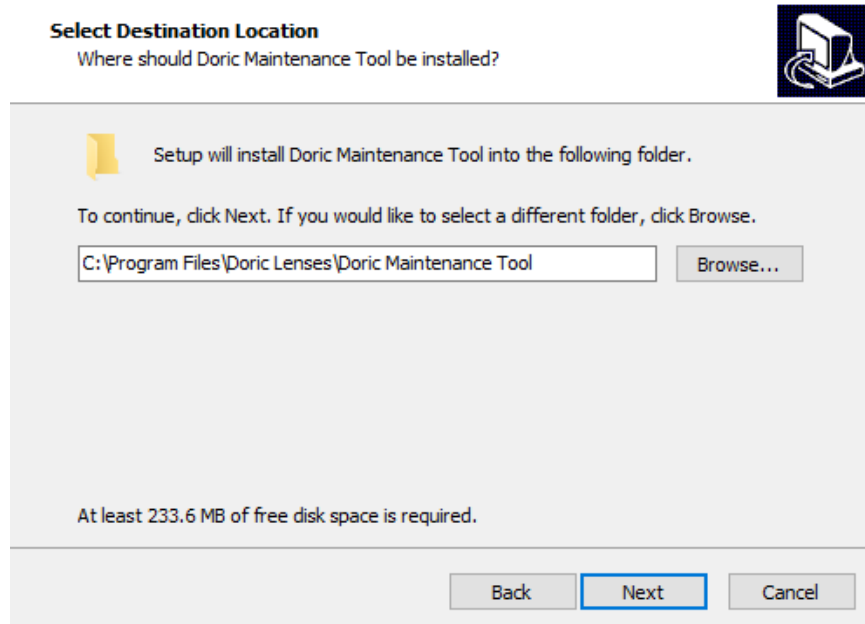 Select Destination Location
Where should Doric Maintenance Tool be installed?
Setup will install Doric Maintenance Tool into the following folder.
To continue, click Next. If you would like to select a different folder, click Browse.
C:\Program Files\Doric Lenses\Doric Maintenance Tool
Browse...
At least 233.6 MB of free disk space is required.
Back
Next
Cancel